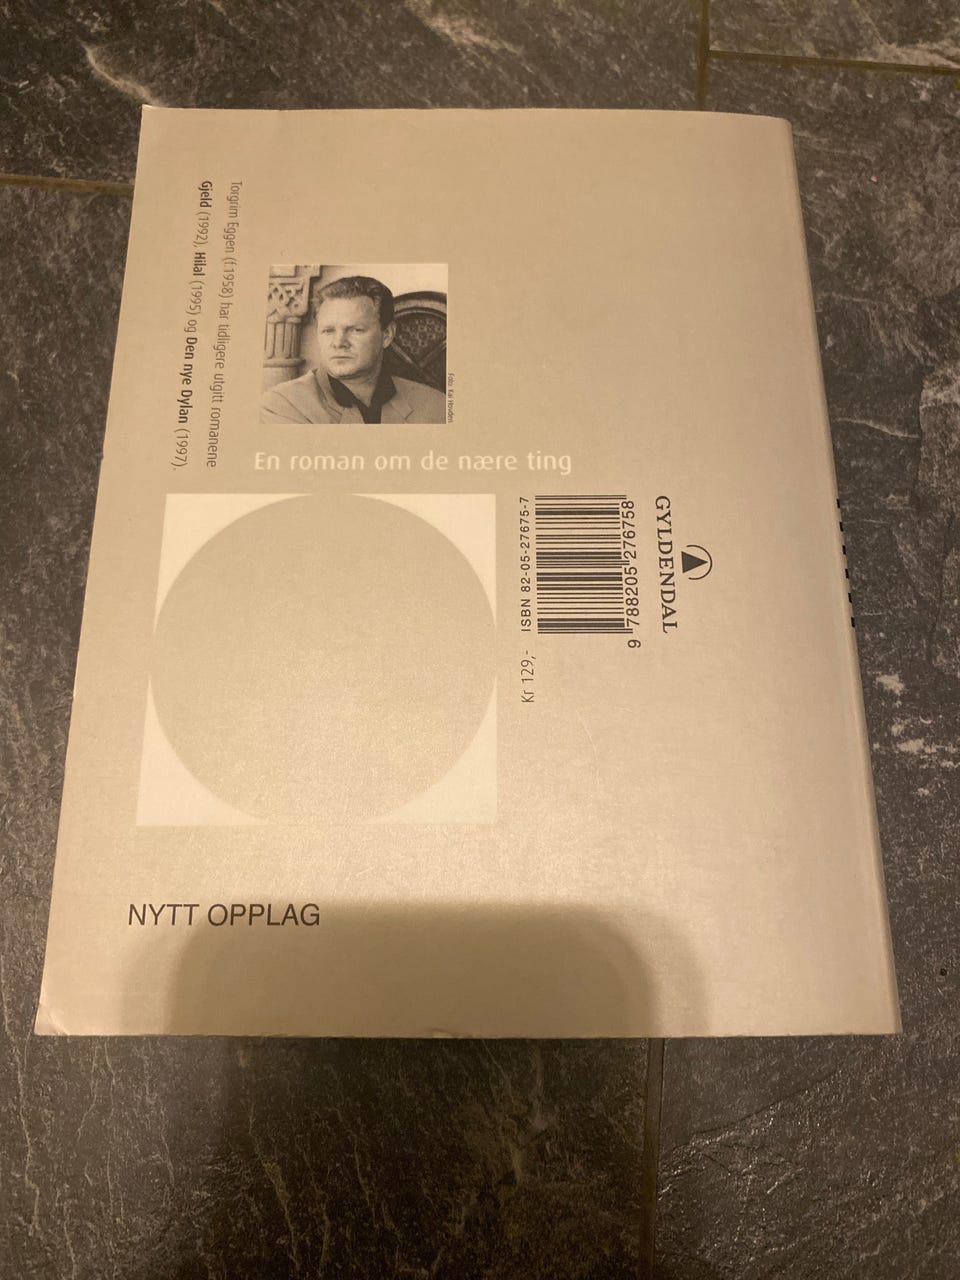 Torgrim Eggen (f.1958) har tidligere utgitt romanene
Gjeld (1992), Hilal (1995) og Den nye Dylan (1997).
Foto: Kai Hovden
En roman om de nære ting
ISBN 82-05-27675-7
9 788205 276758
Kr 129,-
GYLDENDAL
NYTT OPPLAG